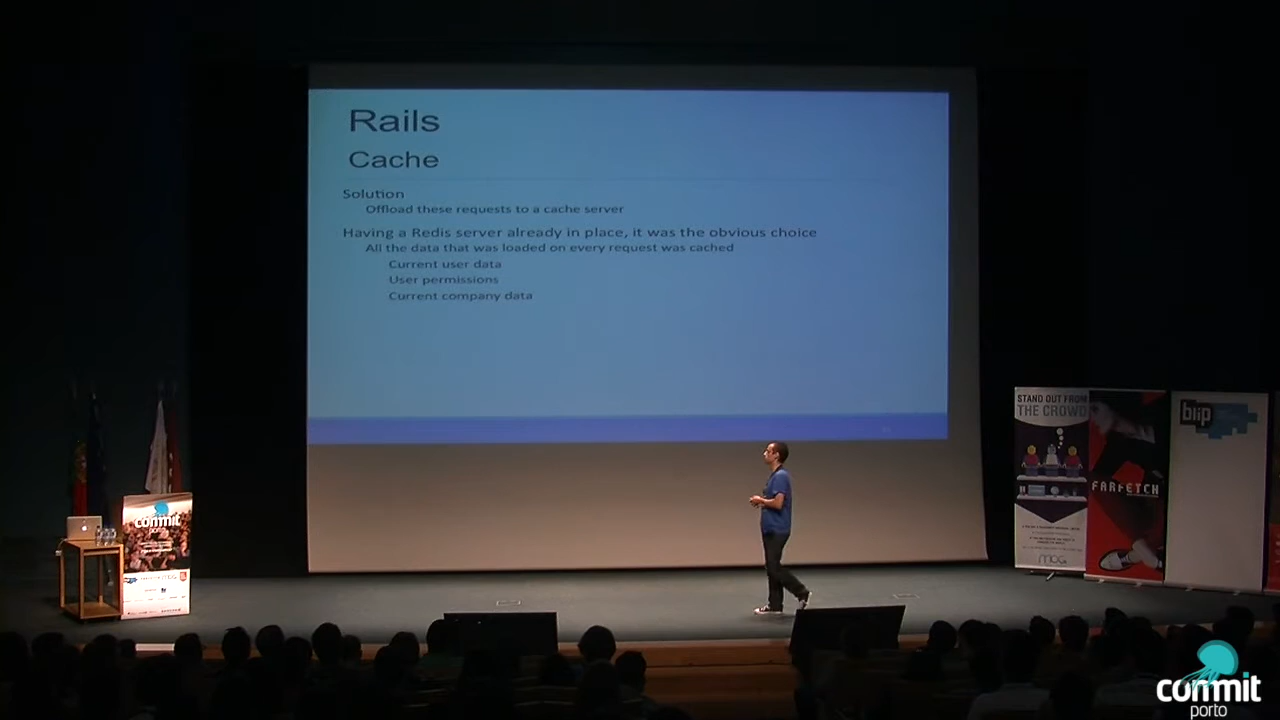 Rails
Cache
Solution
Offload these requests to a cache server
Having a Redis server already in place, it was the obvious choice
All the data that was loaded on every request was cached
Current user data
User permissions
Current company data
STAND OUT FROM
THE CROWD
FARFETCH
blip
MOG
commit
porto
commit
porto